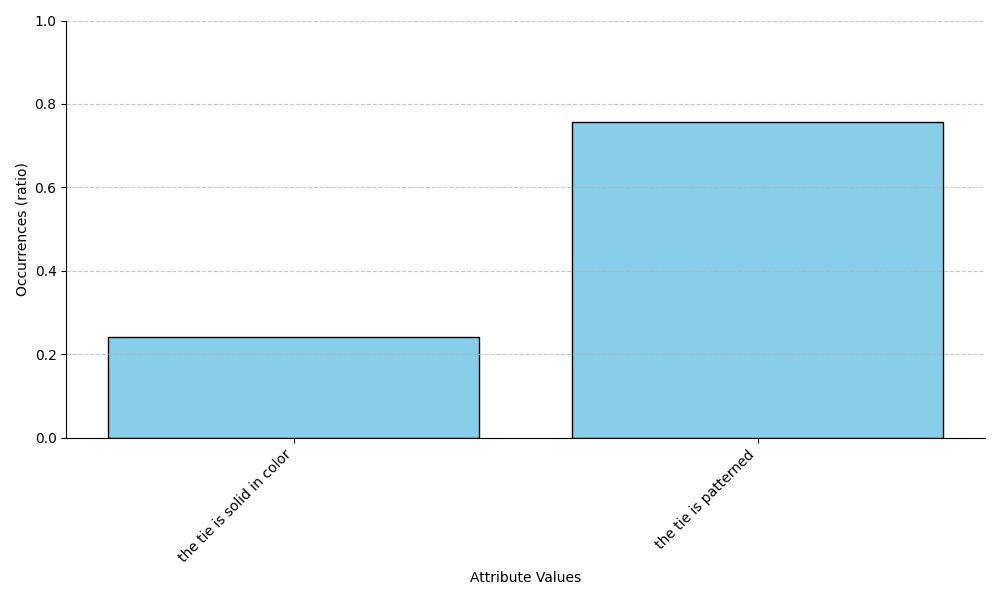 1.0
0.8
0.6
0.4
0.2
0.0
Occurrences (ratio)
the tie is solid in color
the tie is patterned
Attribute Values